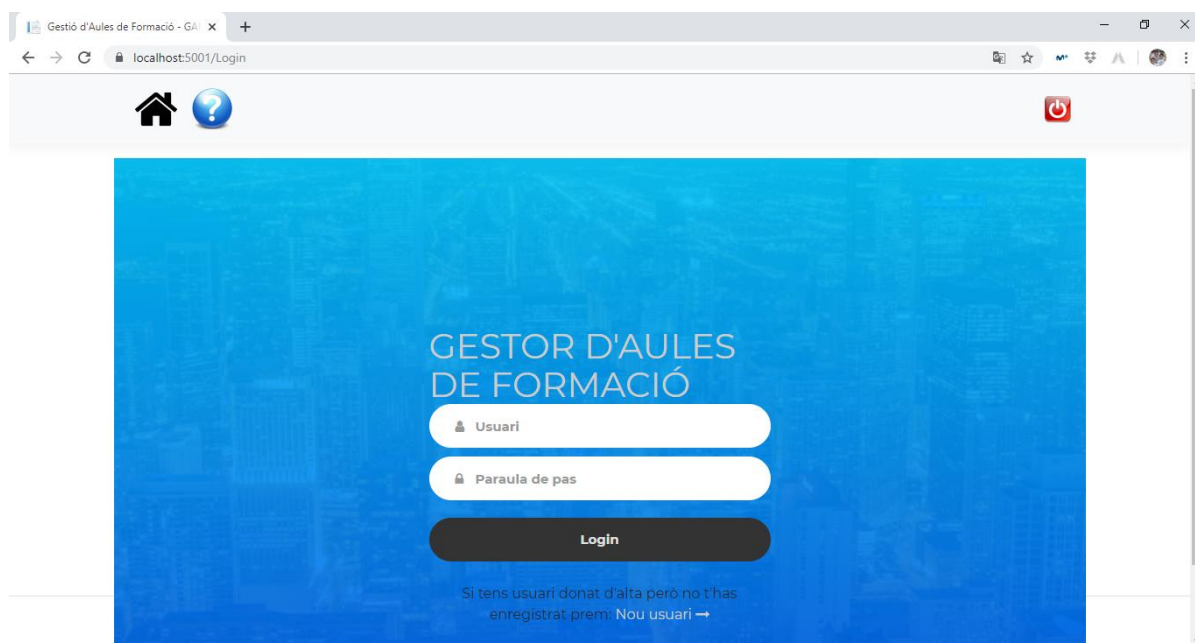 Gestió d'Aules de Formació - GA
localhost:5001/Login
GESTOR D'AULES
DE FORMACIÓ
Usuari
Paraula de pas
Login
Si tens usuari donat d'alta però no t'has
enregistrat prem: Nou usuari →